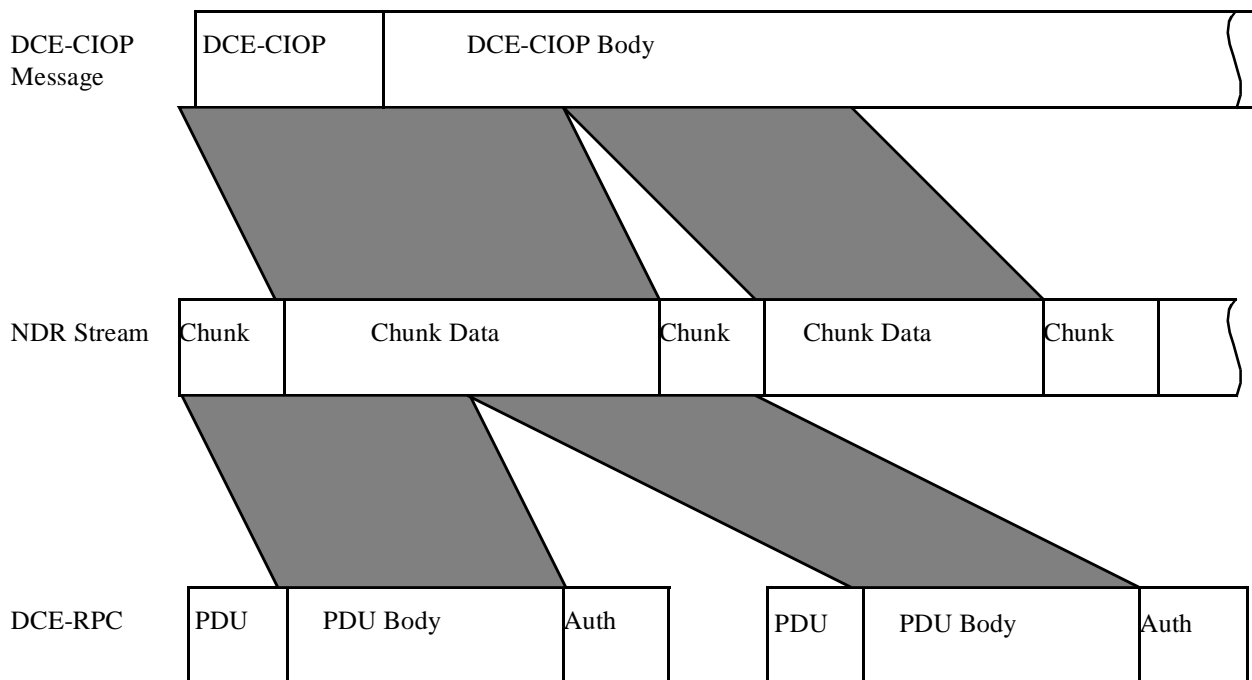 DCE-CIOP
Message
DCE-CIOP
DCE-CIOP Body
NDR Stream
Chunk
Chunk Data
Chunk
Chunk Data
Chunk
DCE-RPC
PDU
PDU Body
Auth
PDU
PDU Body
Auth